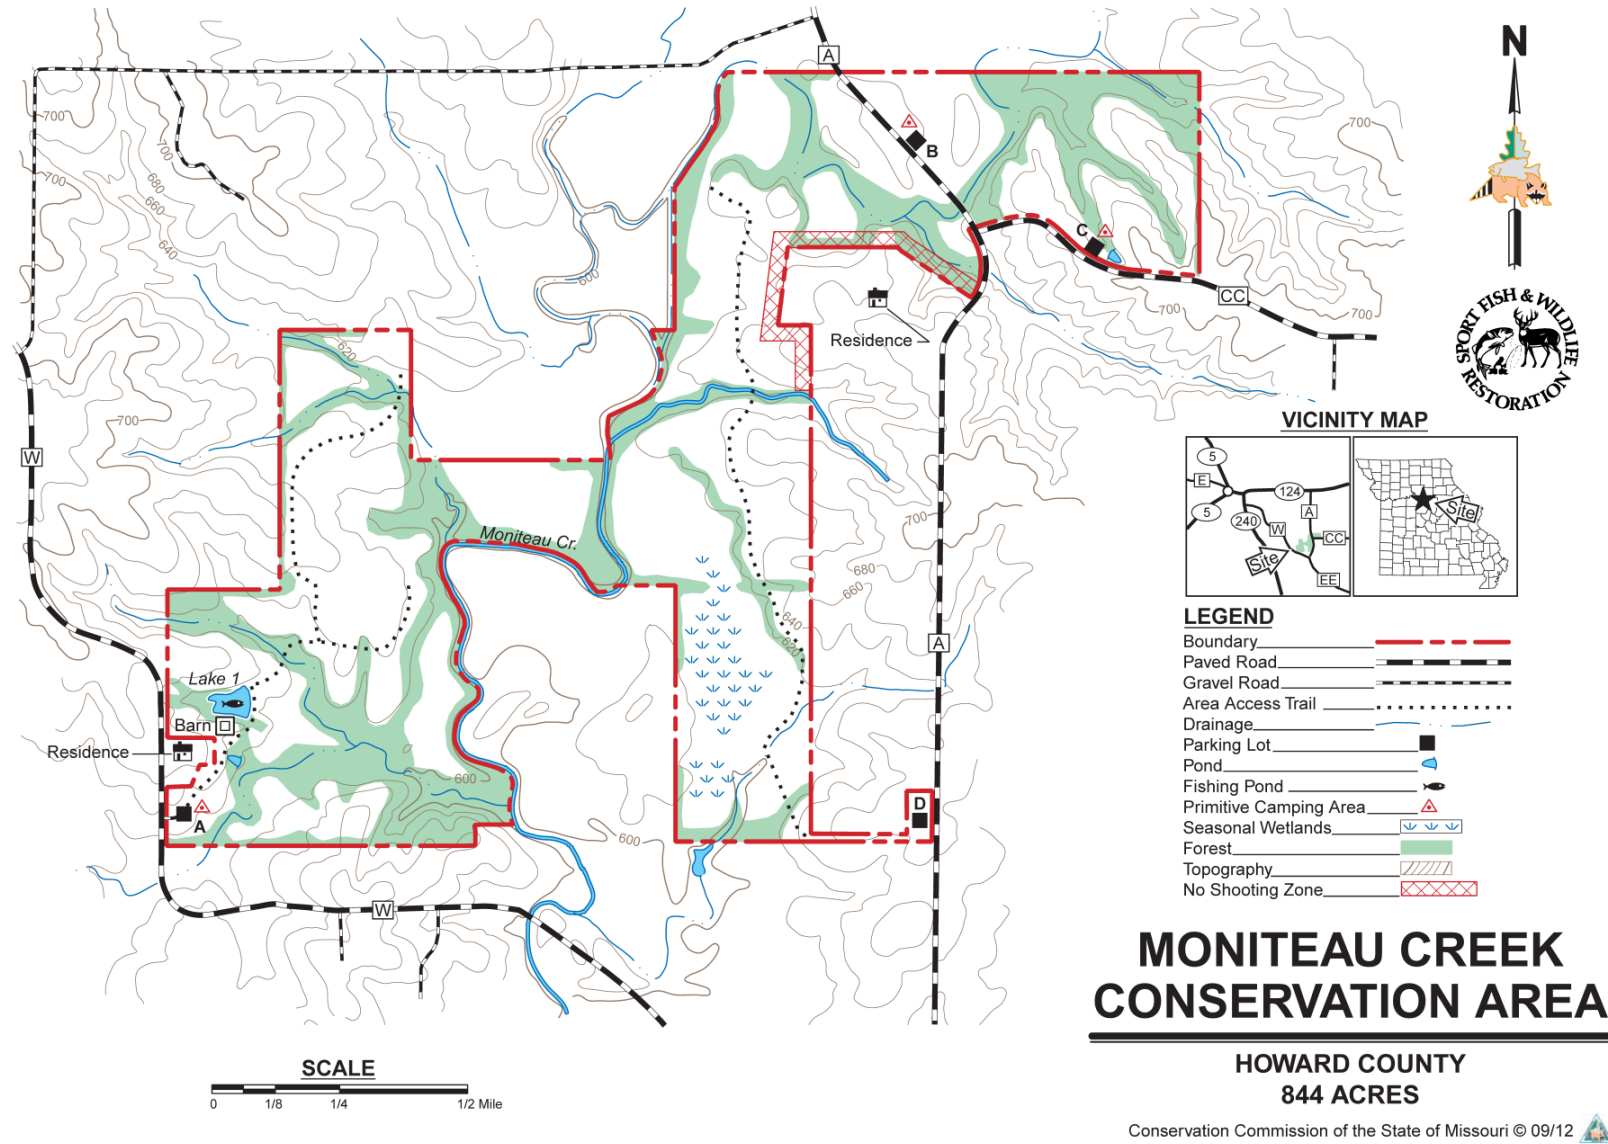 A
N
700
700
680
660
640
700
B
700
C
600
CC
700
700
Residence
SPORT FISH & WILDLIFE
RESTORATION
620
VICINITY MAP
700
W
5
E
124
5
240
W
A
CC
Site
EE
Site
700
Moniteau Cr.
680
660
640
620
A
LEGEND
Boundary
Paved Road
Gravel Road
Area Access Trail
Drainage
Parking Lot
Pond
Fishing Pond
Primitive Camping Area
Seasonal Wetlands
Forest
Topography
No Shooting Zone
Lake 1
Barn
Residence
600
A
D
600
W
MONITEAU CREEK
CONSERVATION AREA
HOWARD COUNTY
844 ACRES
SCALE
0 1/8 1/4 1/2 Mile
Conservation Commission of the State of Missouri © 09/12